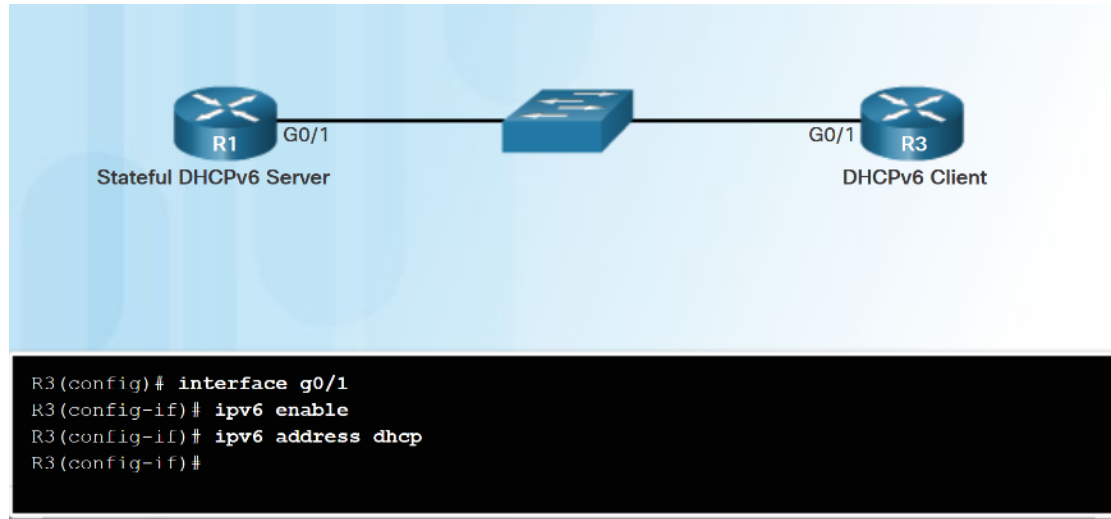 R1
G0/1
Stateful DHCPv6 Server
G0/1
R3
DHCPv6 Client
R3(config)# interface g0/1
R3(config-if)# ipv6 enable
R3(config-if)# ipv6 address dhcp
R3(config-if)#